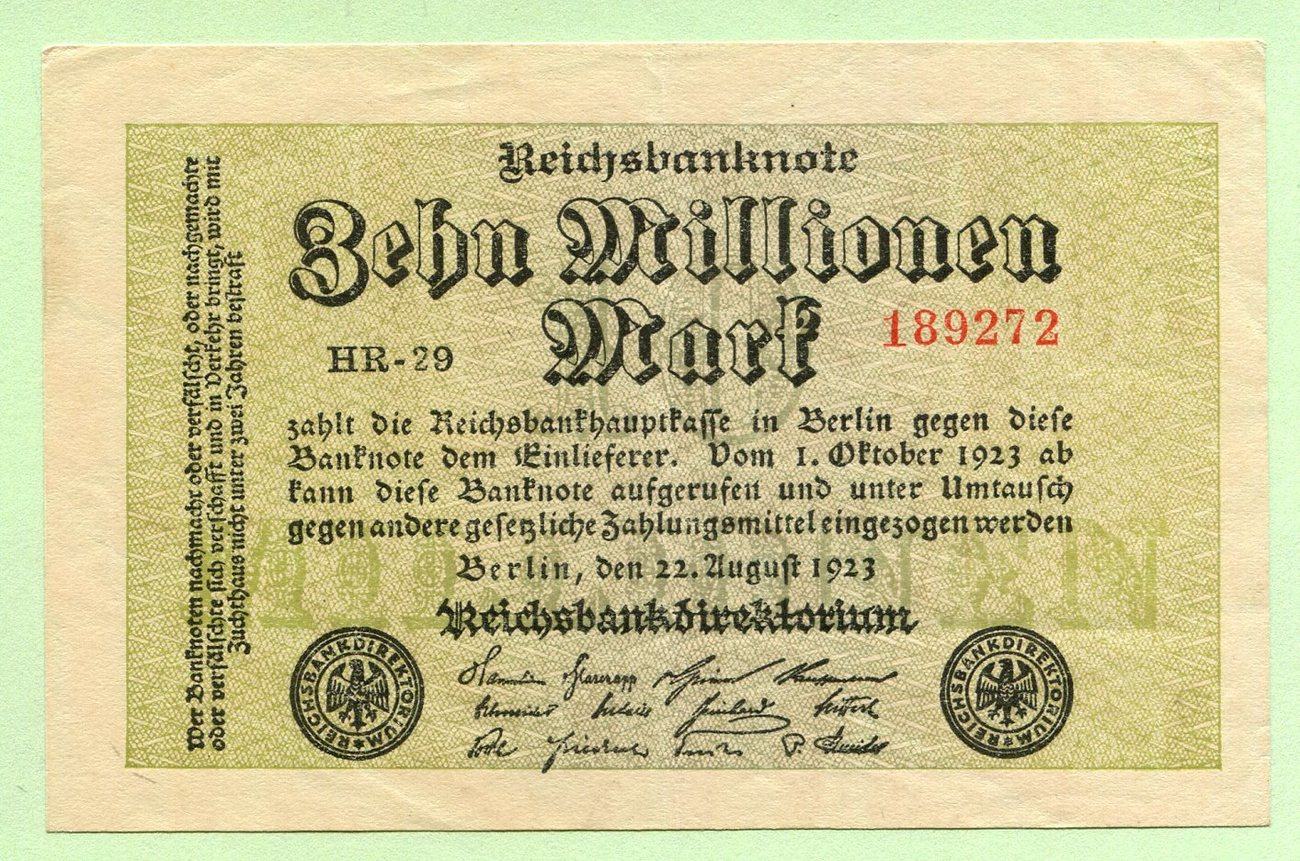 Reichsbanknote
Zehn Millionen
Mark
HR-29
189272
zahlt die Reichsbankhauptkasse in Berlin gegen diese
Banknote dem Einlieferer. Vom 1. Oktober 1923 ab
kann diese Banknote aufgerufen und unter Umtausch
gegen andere gesetzliche Zahlungsmittel eingezogen werden
Berlin, den 22. August 1923
Reichsbankdirektorium
REICHSBANKDIREKTORIUM
REICHSBANKDIREKTORIUM
Wer Banknoten nachmacht oder verfälscht, oder nachgemachte
oder verfälschte sich verschafft und in Verkehr bringt, wird mit
Zuchthaus nicht unter zwei Jahren bestraft